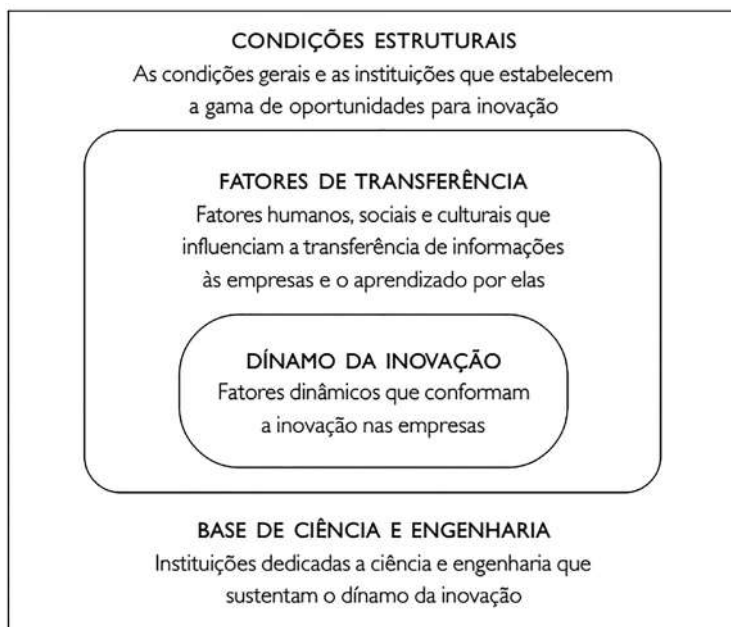 CONDIÇÕES ESTRUTURAIS
As condições gerais e as instituições que estabelecem
a gama de oportunidades para inovação
FATORES DE TRANSFERÊNCIA
Fatores humanos, sociais e culturais que
influenciam a transferência de informações
às empresas e o aprendizado por elas
DÍNAMO DA INOVAÇÃO
Fatores dinâmicos que conformam
a inovação nas empresas
BASE DE CIÊNCIA E ENGENHARIA
Instituições dedicadas a ciência e engenharia que
sustentam o dínamo da inovação